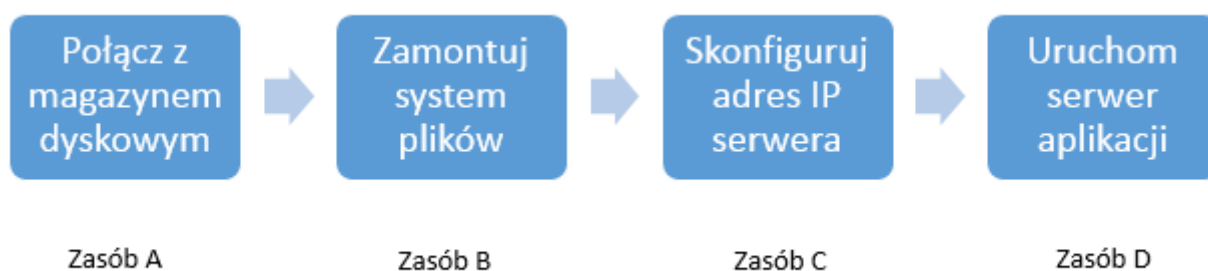 Połącz z
magazynem
dyskowym
Zamontuj
system
plików
Skonfiguruj
adres IP
serwera
Uruchom
serwer
aplikacji
Zasób A
Zasób B
Zasób C
Zasób D